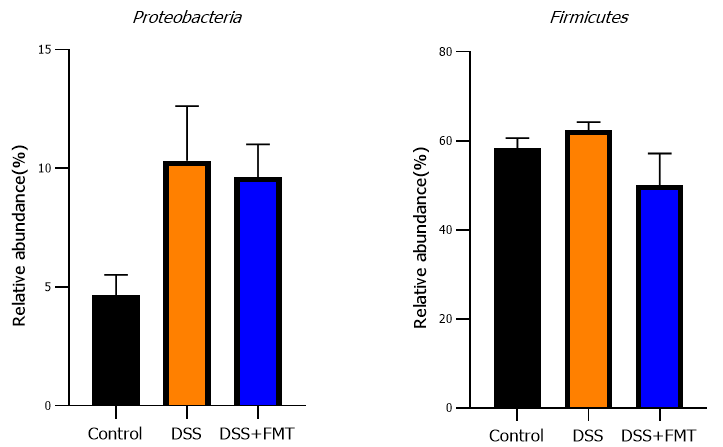 Proteobacteria
Relative abundance(%)
15
10
5
0
Control DSS DSS+FMT
Firmicutes
Relative abundance(%)
80
60
40
20
0
Control DSS DSS+FMT